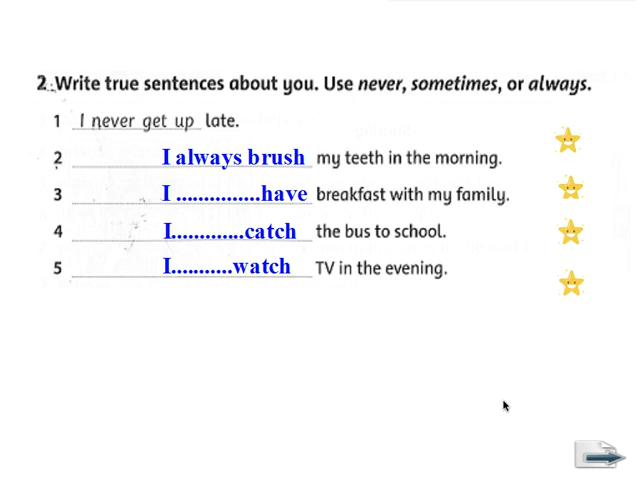 2 Write true sentences about you. Use never, sometimes, or always.
1 I never get up late.
2 I always brush my teeth in the morning.
3 I ...............have breakfast with my family.
4 I.............catch the bus to school.
5 I...........watch TV in the evening.